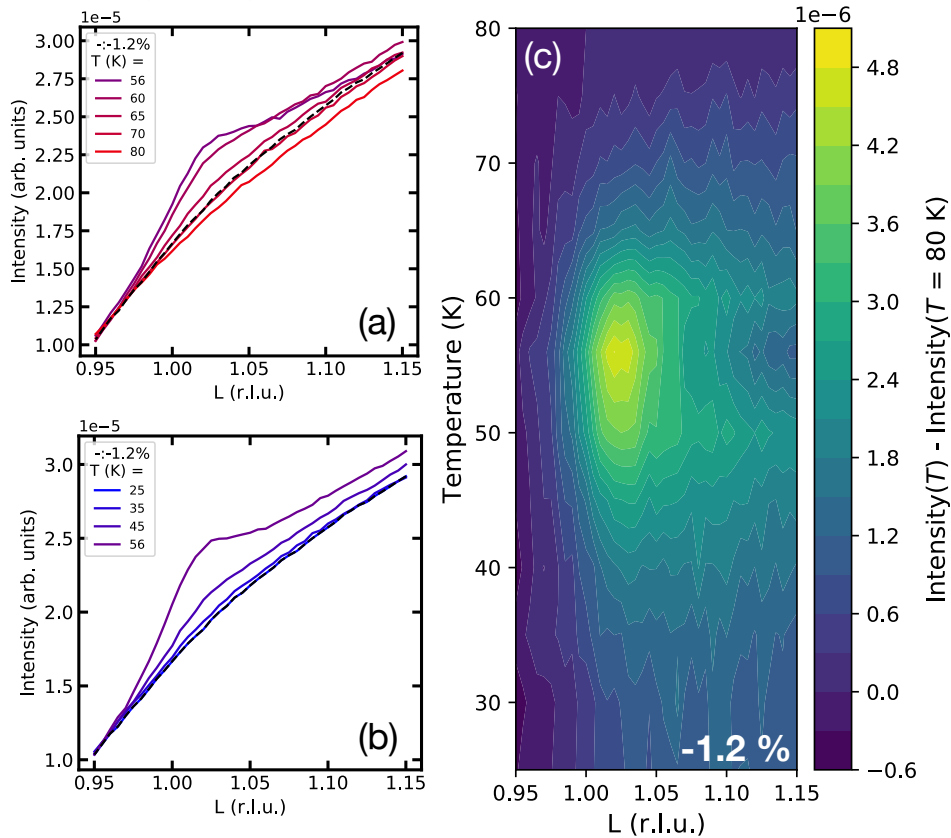 1e−5
3.00
2.75
2.50
2.25
2.00
1.75
1.50
1.25
1.00
Intensity (arb. units)
-:-1.2%
T (K) =
56
60
65
70
80
(a)
0.95 1.00 1.05 1.10 1.15
L (r.l.u.)
1e−5
3.0
2.5
2.0
1.5
1.0
Intensity (arb. units)
-:-1.2%
T (K) =
25
35
45
56
(b)
0.95 1.00 1.05 1.10 1.15
L (r.l.u.)
(c)
80
70
60
50
40
30
Temperature (K)
-1.2 %
0.95 1.00 1.05 1.10 1.15
L (r.l.u.)
1e−6
4.8
4.2
3.6
3.0
2.4
1.8
1.2
0.6
0.0
−0.6
Intensity(T) - Intensity(T = 80 K)